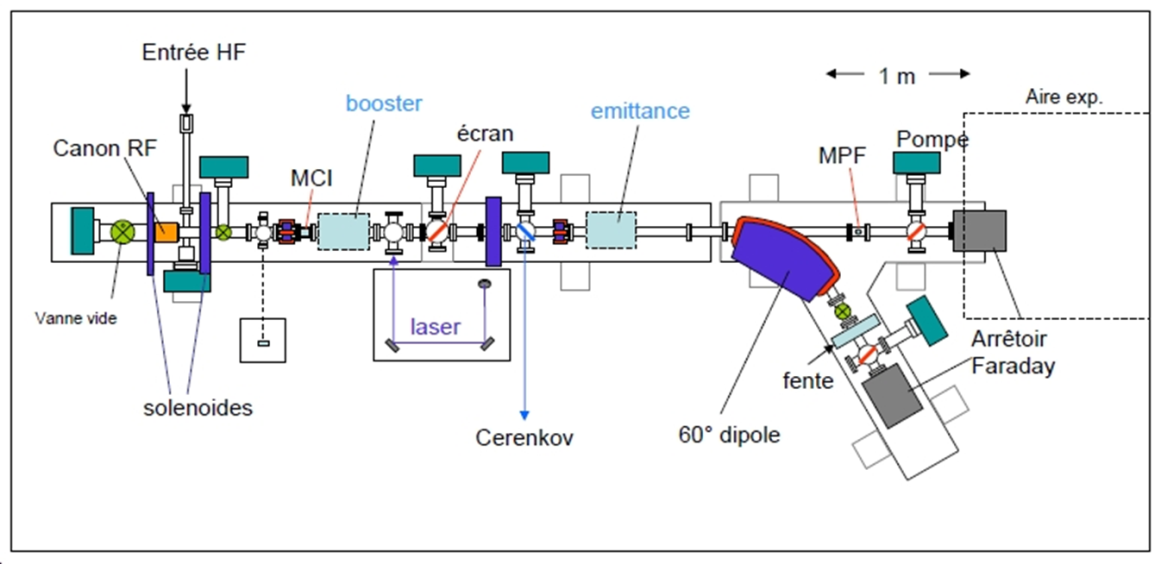 Entrée HF
1 m
booster
emittance
Aire exp.
écran
Canon RF
MPF
Pompe
MCI
Vanne vide
laser
fente
Arrêtoir
Faraday
solenoides
Cerenkov
60° dipole